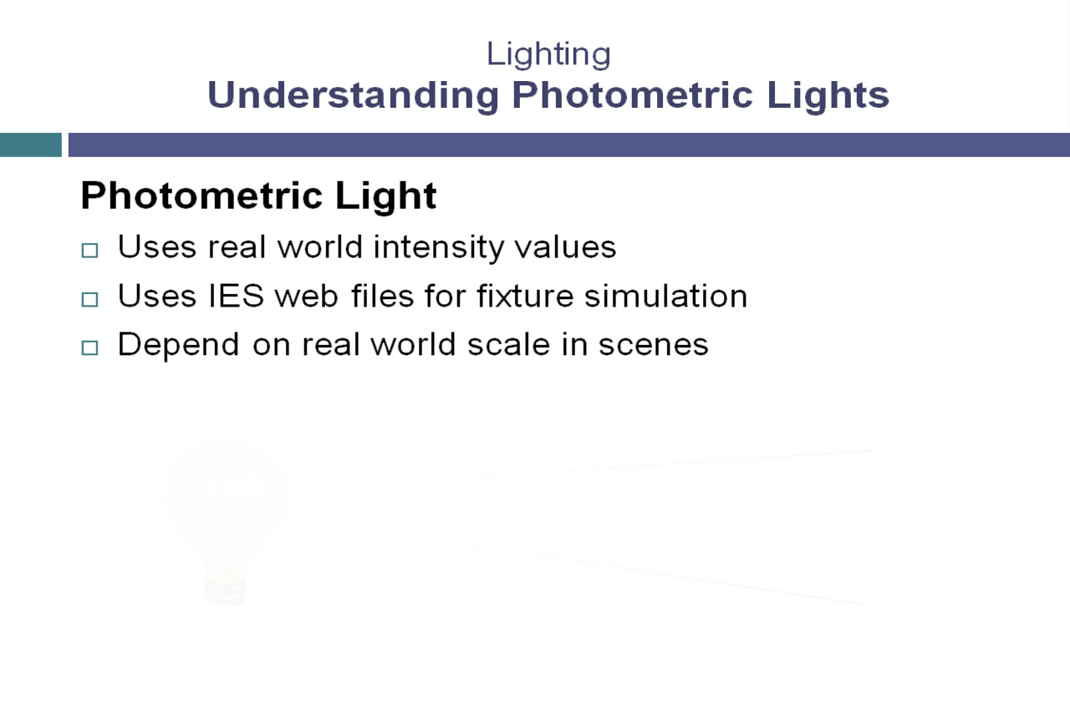 Lighting
Understanding Photometric Lights
Photometric Light
Uses real world intensity values
Uses IES web files for fixture simulation
Depend on real world scale in scenes